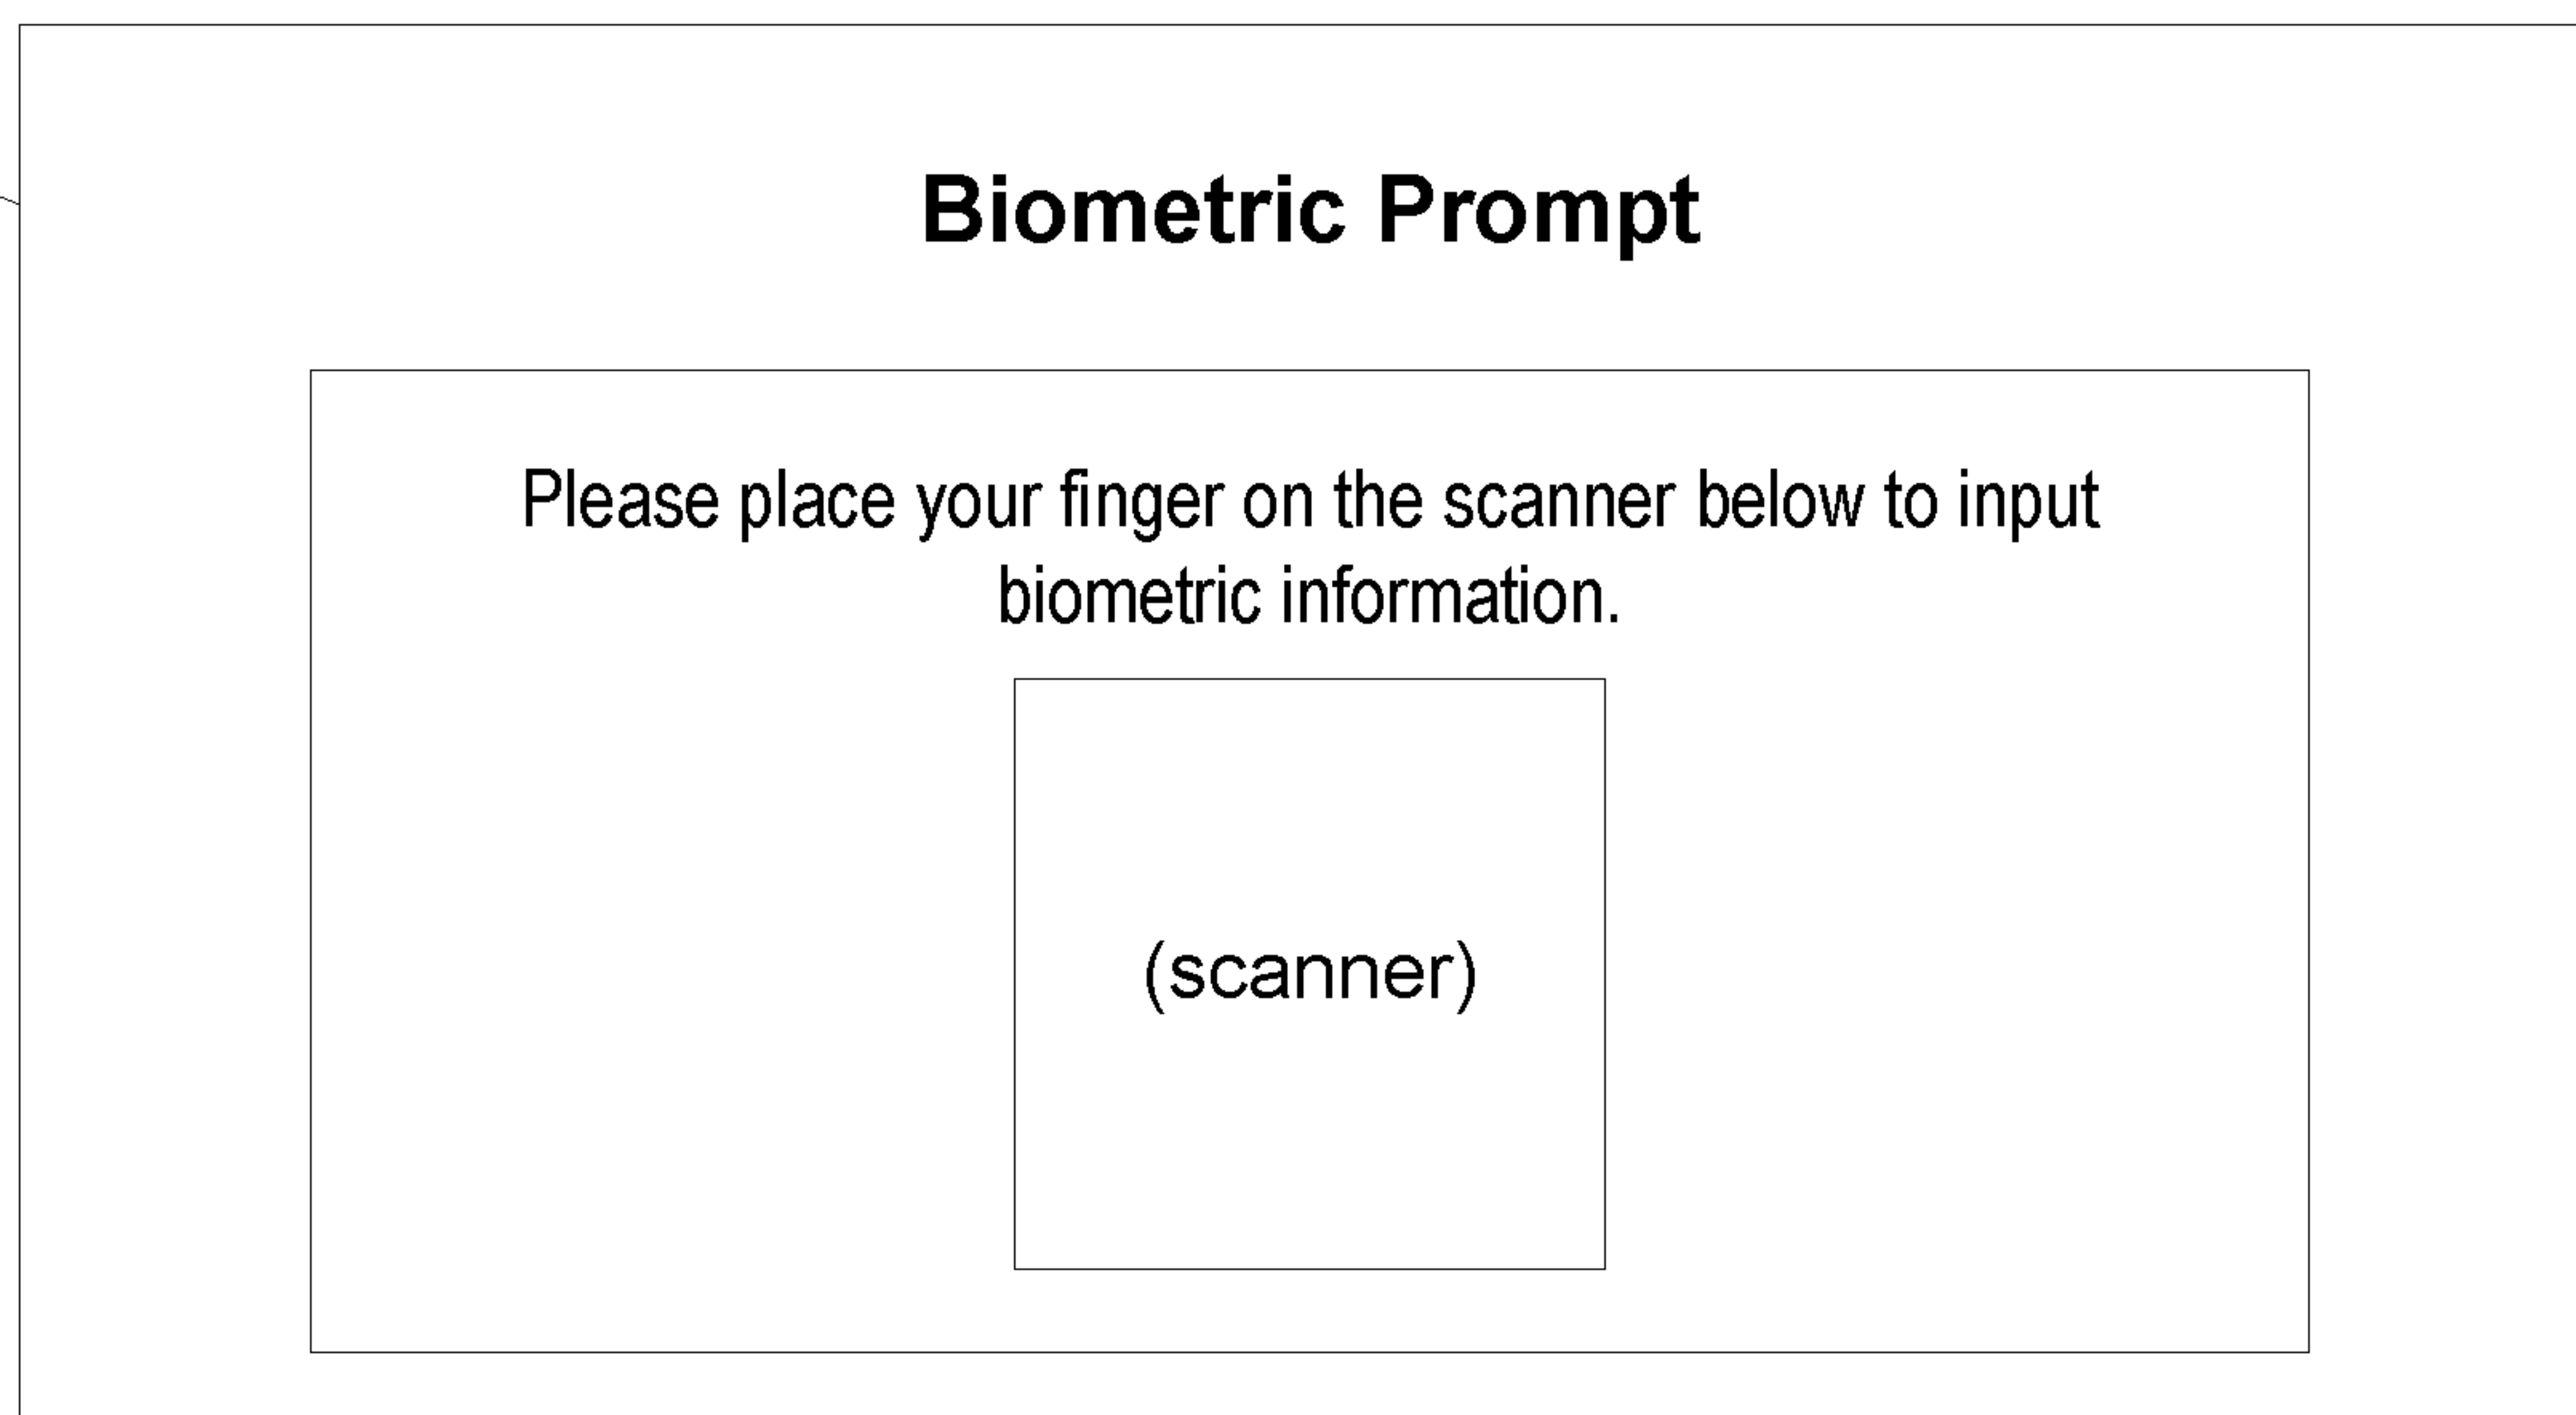 Biometric Prompt
Please place your finger on the scanner below to input
biometric information.
(scanner)